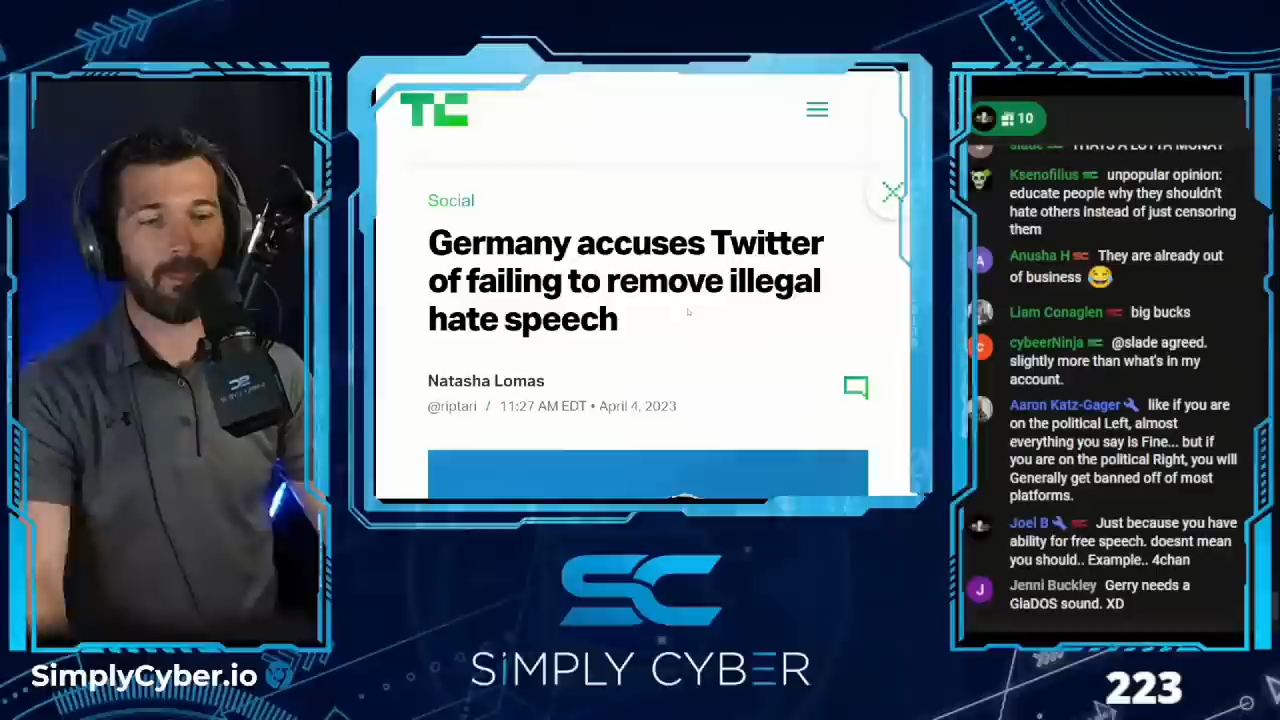 TC
Social
Germany accuses Twitter
of failing to remove illegal
hate speech
Natasha Lomas
@riptari / 11:27 AM EDT • April 4, 2023
SC
SiMPLY CYBER
SimplyCyber.io
10
slade THATS A LOTTA MONAY
Ksenofilius unpopular opinion:
educate people why they shouldn't
hate others instead of just censoring
them
Anusha H They are already out
of business 😂
Liam Conaglen big bucks
cybeerNinja @slade agreed.
slightly more than what's in my
account.
Aaron Katz-Gager like if you are
on the political Left, almost
everything you say is Fine... but if
you are on the political Right, you will
Generally get banned off of most
platforms.
Joel B Just because you have
ability for free speech. doesnt mean
you should.. Example.. 4chan
Jenni Buckley Gerry needs a
GlaDOS sound. XD
223